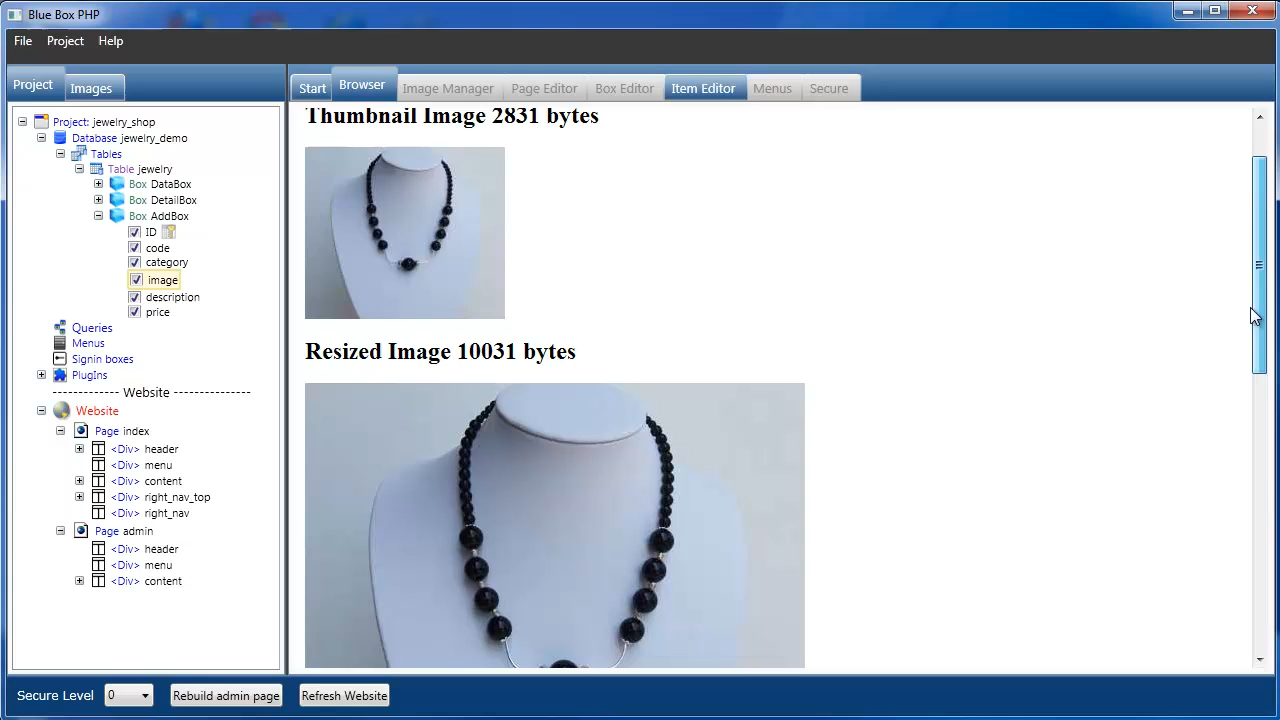 Blue Box PHP
File Project Help
Project Images
Start Browser Image Manager Page Editor Box Editor Item Editor Menus Secure
Project: jewelry_shop
Database jewelry_demo
Tables
Table jewelry
Box DataBox
Box DetailBox
Box AddBox
ID
code
category
image
description
price
Queries
Menus
Signin boxes
PlugIns
-------------- Website ---------------
Website
Page index
<Div> header
<Div> menu
<Div> content
<Div> right_nav_top
<Div> right_nav
Page admin
<Div> header
<Div> menu
<Div> content
Thumbnail Image 2831 bytes
Resized Image 10031 bytes
Secure Level 0 Rebuild admin page Refresh Website